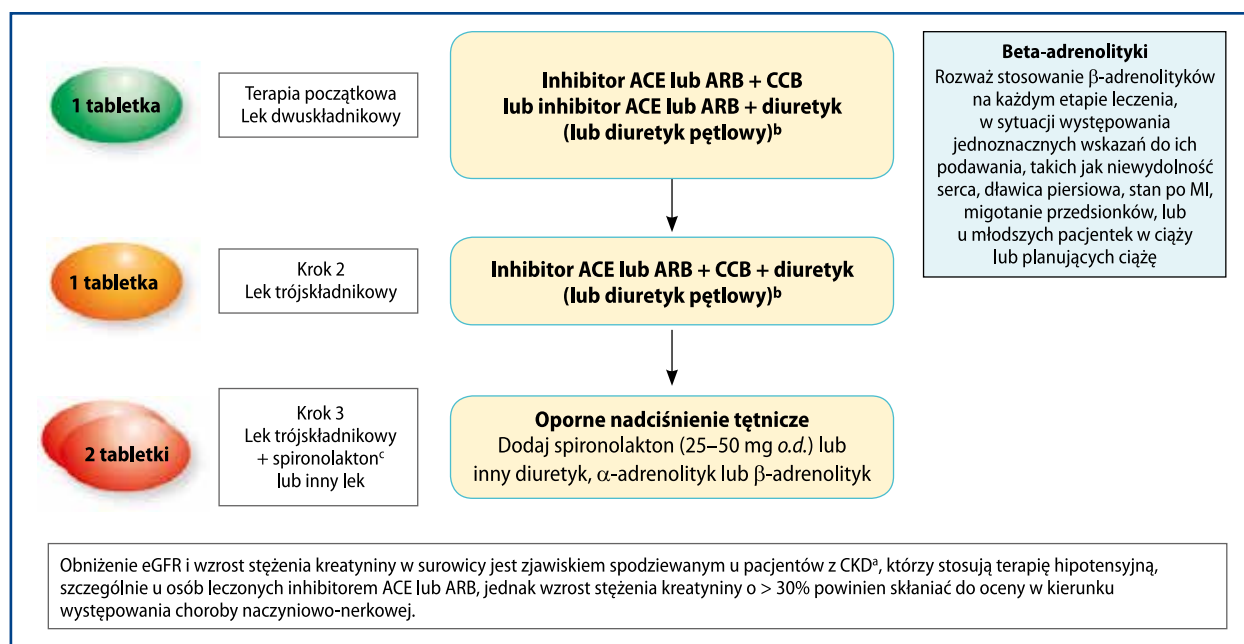 1 tabletka
Terapia początkowa
Lek dwuskładnikowy
Inhibitor ACE lub ARB + CCB
lub inhibitor ACE lub ARB + diuretyk
(lub diuretyk pętlowy)ᵇ
Beta-adrenolityki
Rozważ stosowanie β-adrenolityków
na każdym etapie leczenia,
w sytuacji występowania
jednoznacznych wskazań do ich
podawania, takich jak niewydolność
serca, dławica piersiowa, stan po MI,
migotanie przedsionków, lub
u młodszych pacjentek w ciąży
lub planujących ciążę
1 tabletka
Krok 2
Lek trójskładnikowy
Inhibitor ACE lub ARB + CCB + diuretyk
(lub diuretyk pętlowy)ᵇ
2 tabletki
Krok 3
Lek trójskładnikowy
+ spironolaktonᶜ
lub inny lek
Oporne nadciśnienie tętnicze
Dodaj spironolakton (25–50 mg o.d.) lub
inny diuretyk, α-adrenolityk lub β-adrenolityk
Obniżenie eGFR i wzrost stężenia kreatyniny w surowicy jest zjawiskiem spodziewanym u pacjentów z CKDᵃ, którzy stosują terapię hipotensyjną,
szczególnie u osób leczonych inhibitorem ACE lub ARB, jednak wzrost stężenia kreatyniny o > 30% powinien skłaniać do oceny w kierunku
występowania choroby naczyniowo-nerkowej.